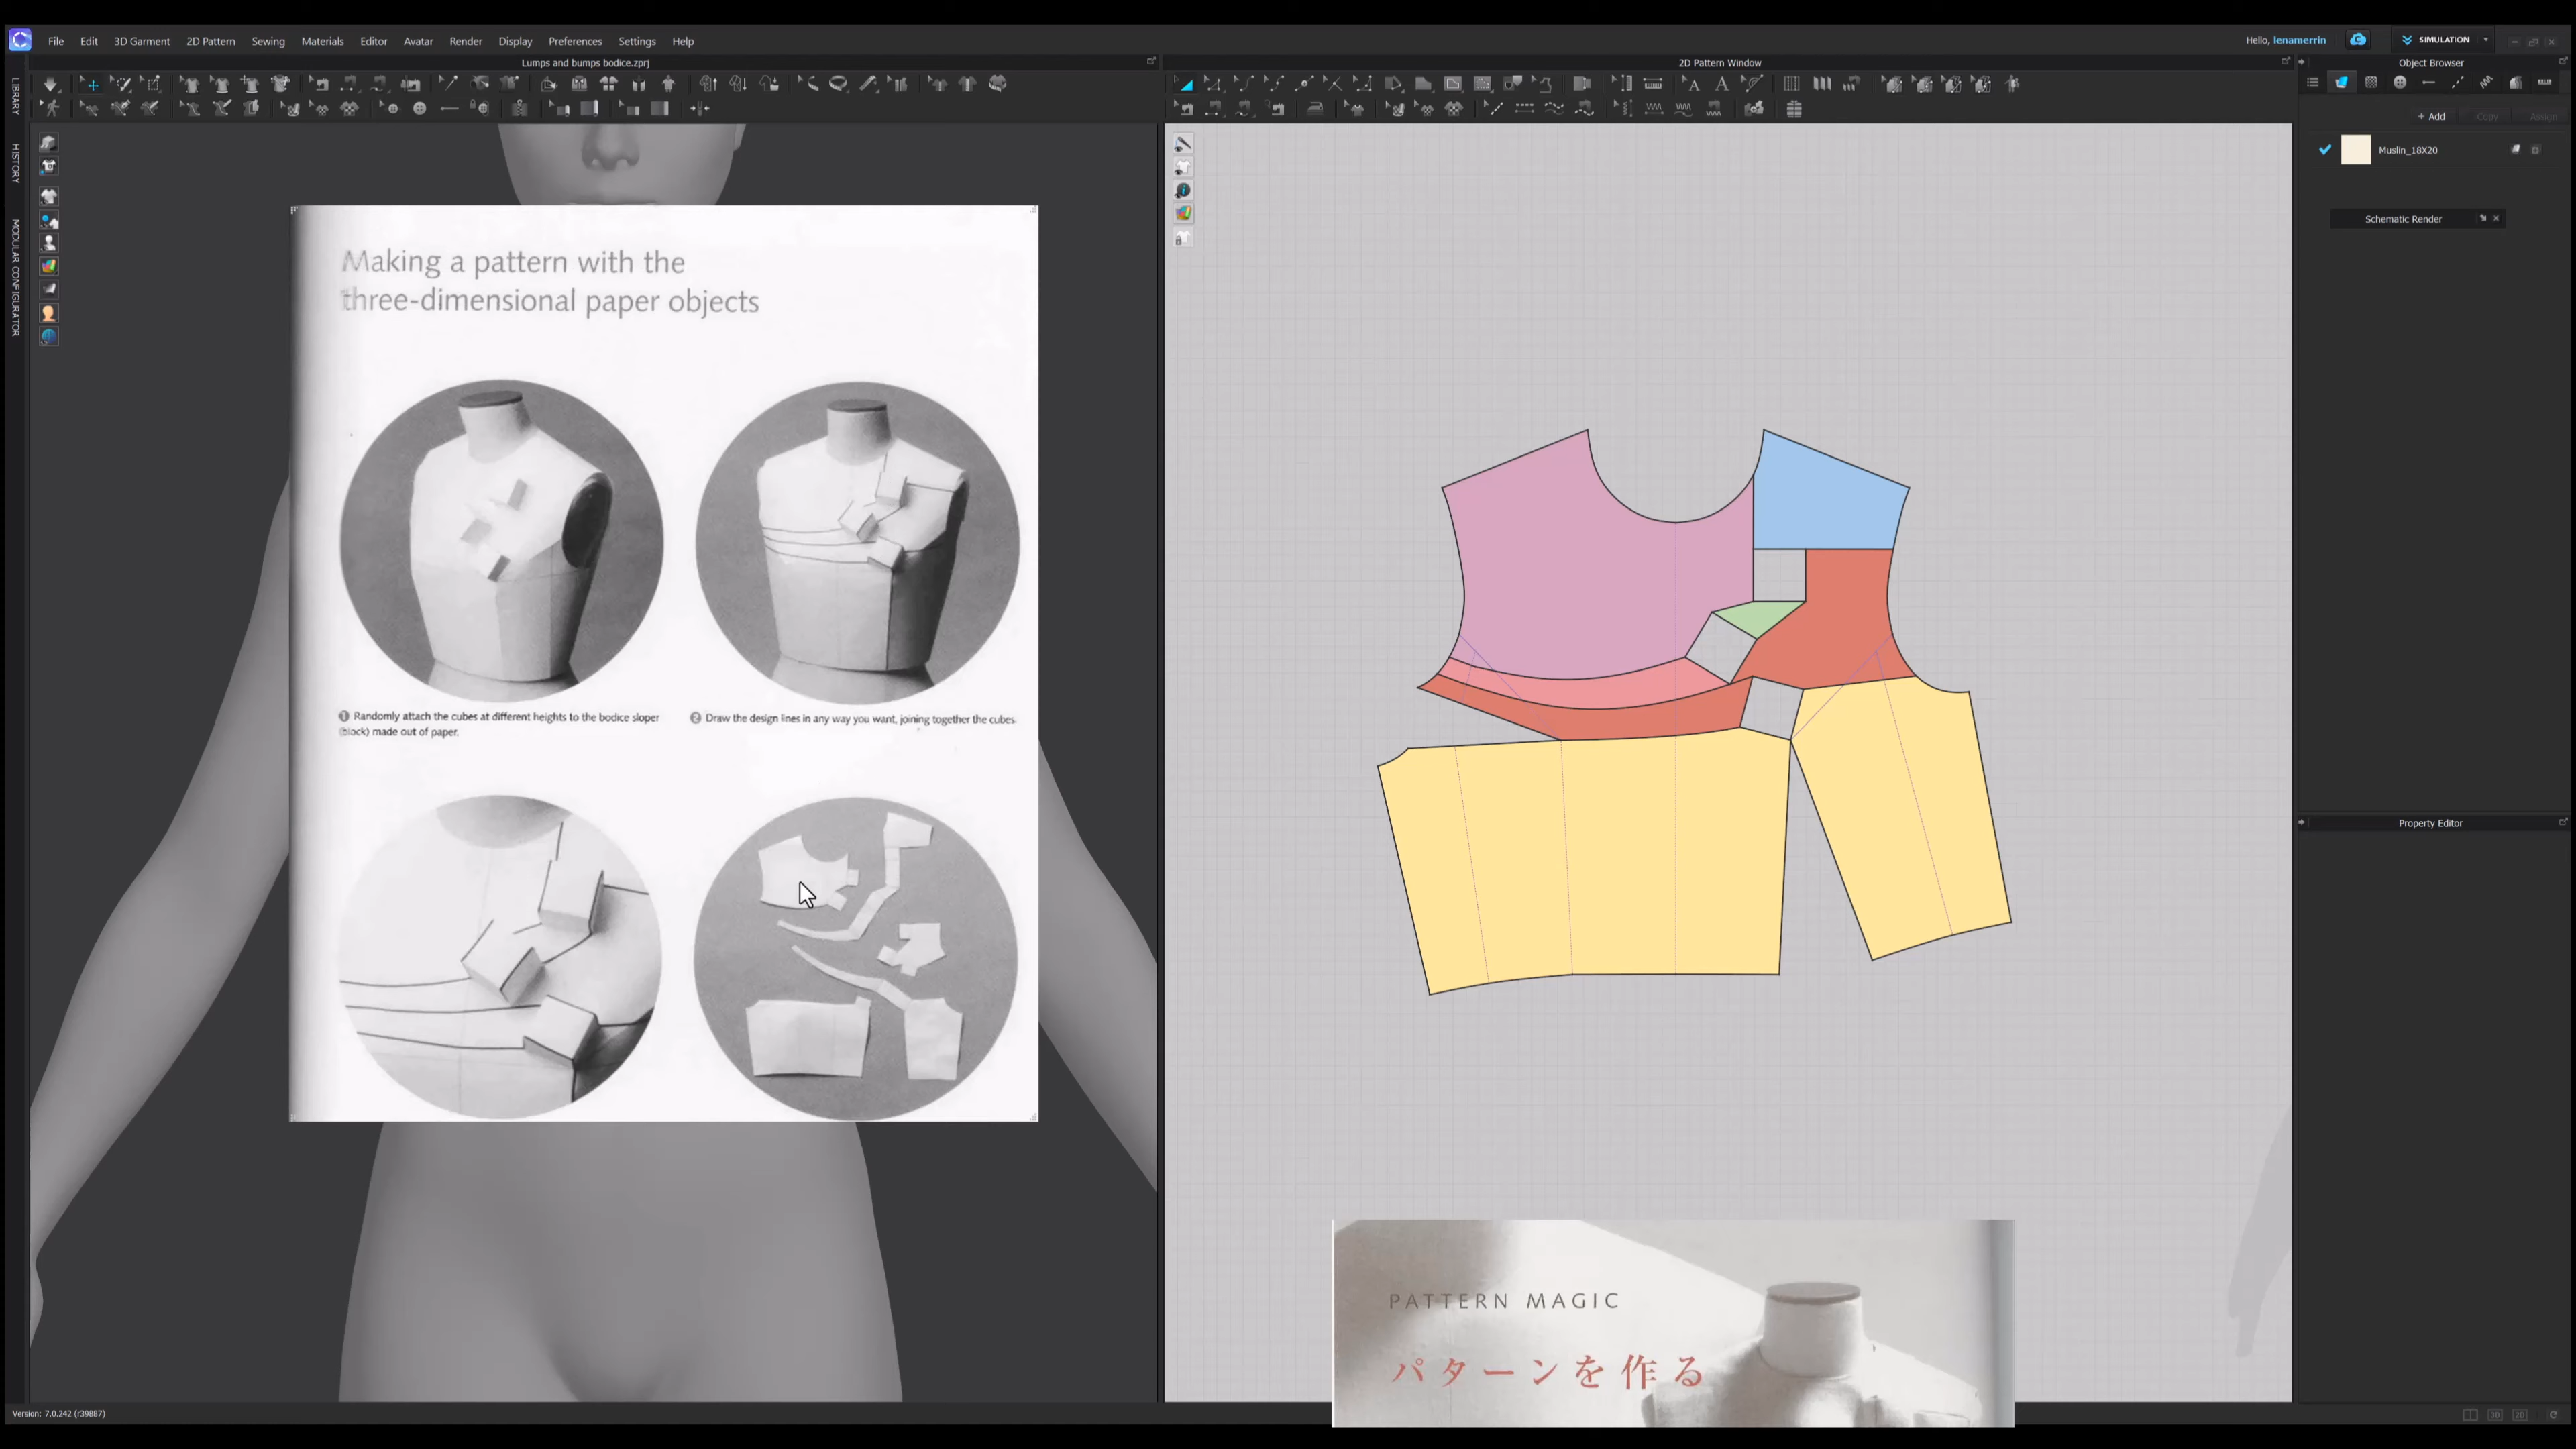 File Edit 3D Garment 2D Pattern Sewing Materials Editor Avatar Render Display Preferences Settings Help
Hello, lenamerrin
SIMULATION
Lumps and bumps bodice.zprj
2D Pattern Window
Object Browser
LIBRARY
HISTORY
MODULAR CONFIGURATOR
+ Add Copy Assign
Muslin_18X20
Schematic Render
Property Editor
Making a pattern with the
three-dimensional paper objects
① Randomly attach the cubes at different heights to the bodice sloper
(block) made out of paper.
② Draw the design lines in any way you want, joining together the cubes.
PATTERN MAGIC
パターンを作る
Version: 7.0.242 (r39887)
3D 2D